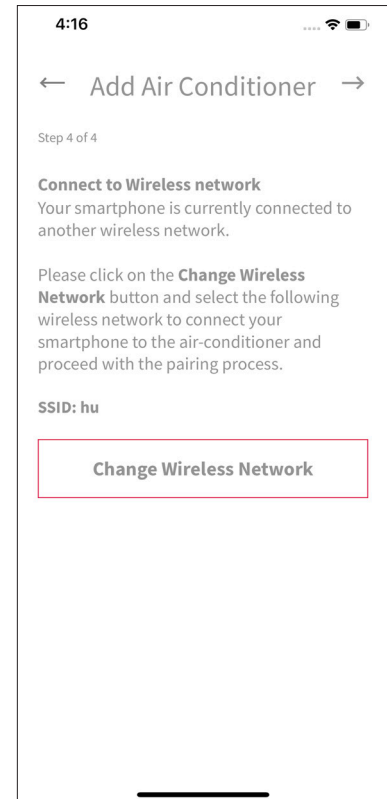 4:16
← Add Air Conditioner →
Step 4 of 4
Connect to Wireless network
Your smartphone is currently connected to
another wireless network.
Please click on the Change Wireless
Network button and select the following
wireless network to connect your
smartphone to the air-conditioner and
proceed with the pairing process.
SSID: hu
Change Wireless Network